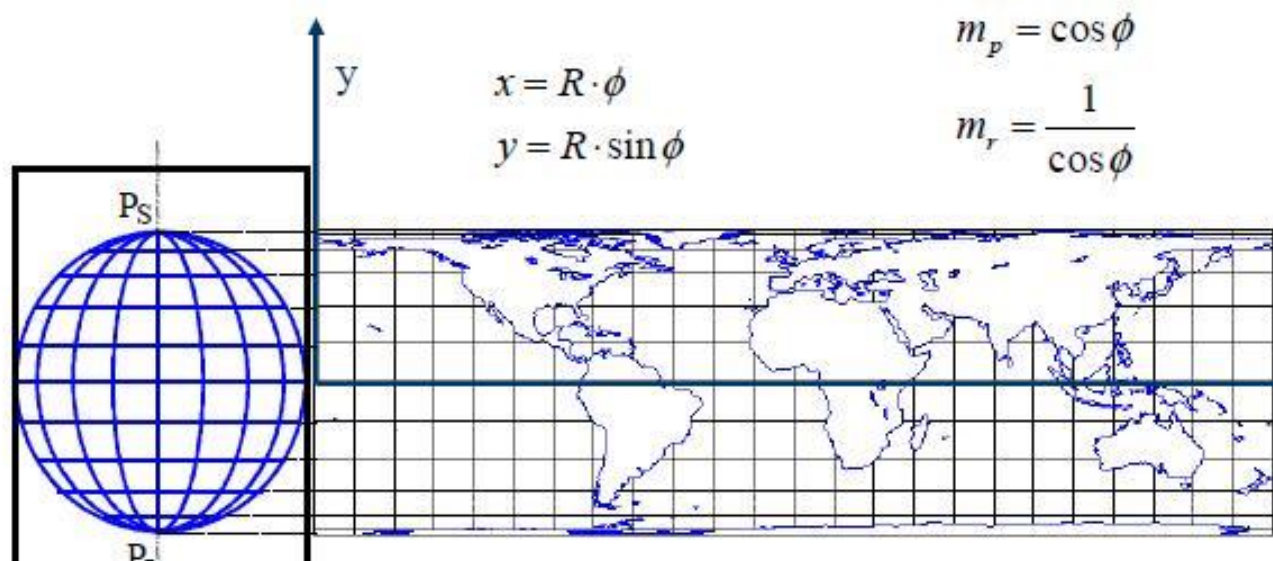 y
x = R · ϕ
y = R · sin ϕ
m_p = cos ϕ
m_r = 1 / cos ϕ
P_S